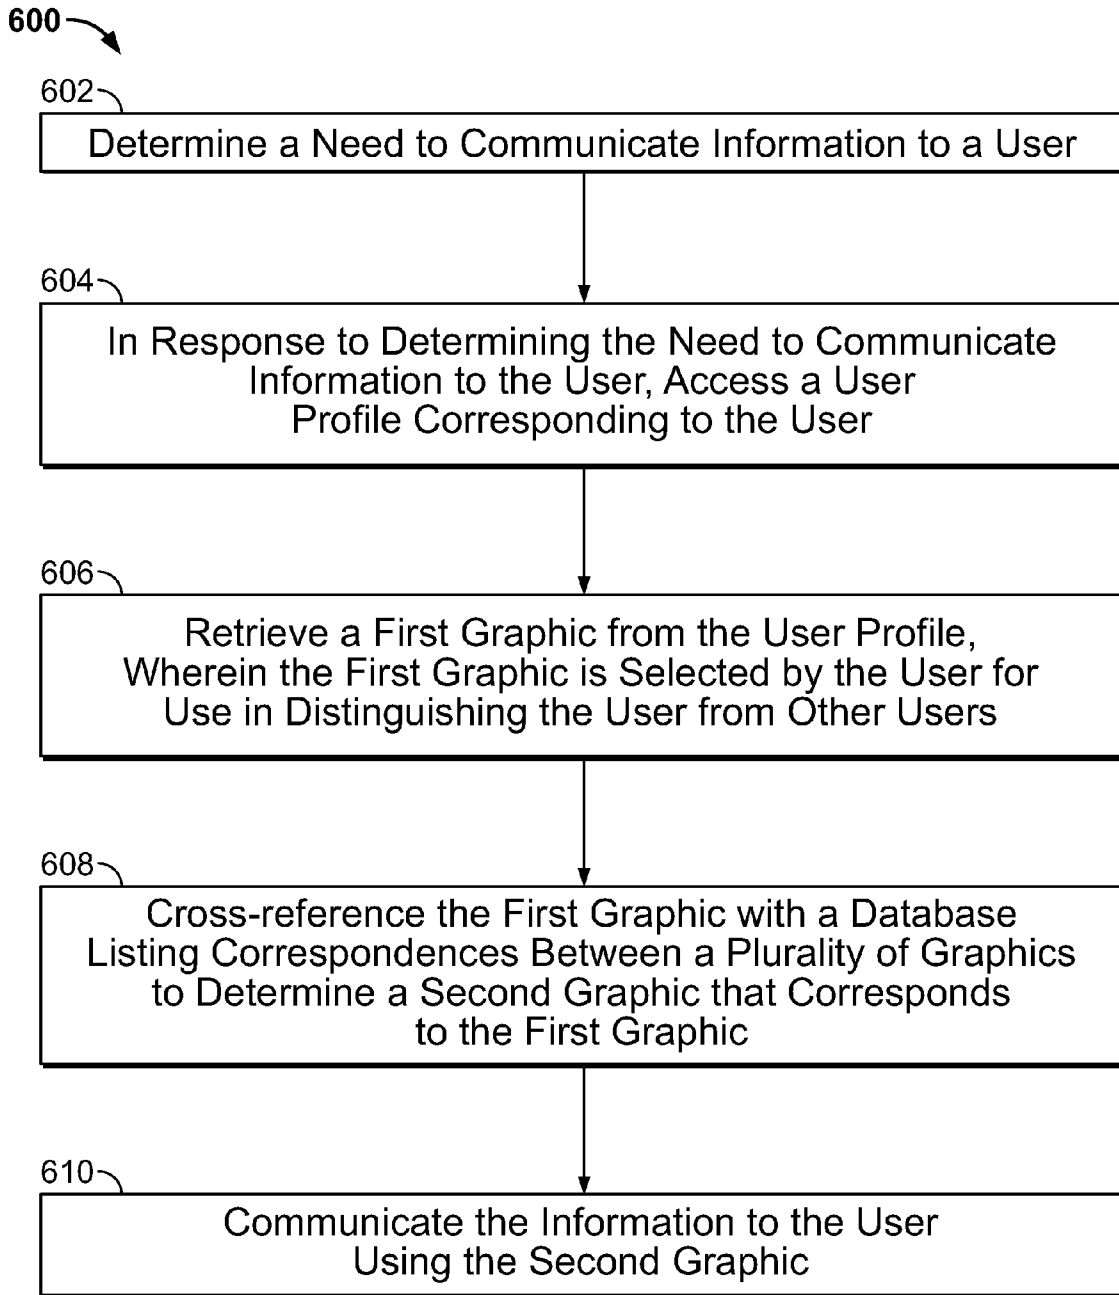 600
602
Determine a Need to Communicate Information to a User
604
In Response to Determining the Need to Communicate
Information to the User, Access a User
Profile Corresponding to the User
606
Retrieve a First Graphic from the User Profile,
Wherein the First Graphic is Selected by the User for
Use in Distinguishing the User from Other Users
608
Cross-reference the First Graphic with a Database
Listing Correspondences Between a Plurality of Graphics
to Determine a Second Graphic that Corresponds
to the First Graphic
610
Communicate the Information to the User
Using the Second Graphic